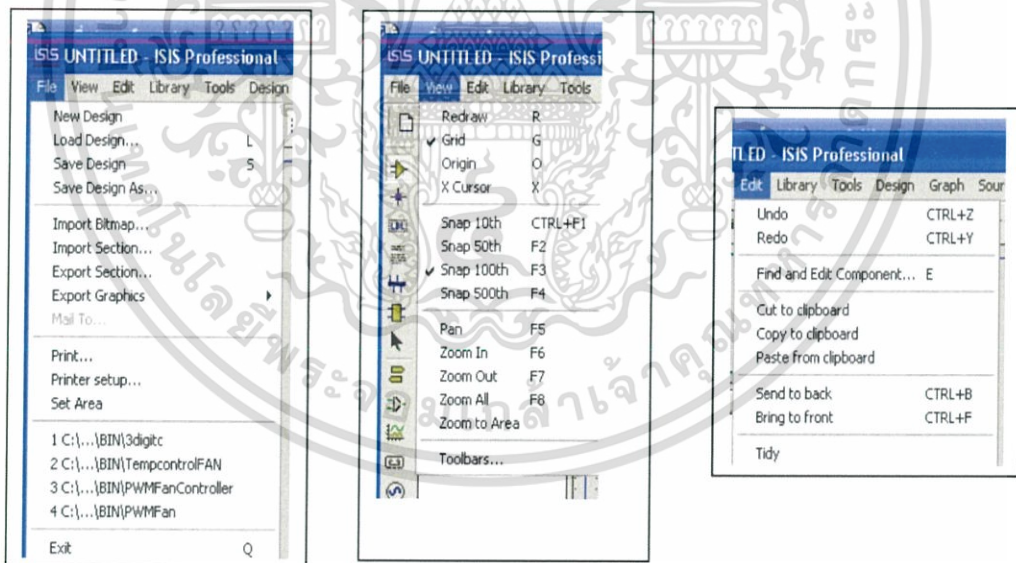 ISIS UNTITLED - ISIS Professional
File View Edit Library Tools Design
New Design
Load Design... L
Save Design S
Save Design As...
Import Bitmap...
Import Section...
Export Section...
Export Graphics
Mail To...
Print...
Printer setup...
Set Area
1 C:\...\BIN\3digitc
2 C:\...\BIN\TempcontrolFAN
3 C:\...\BIN\PWMFanController
4 C:\...\BIN\PWMFan
Exit Q
ISIS UNTITLED - ISIS Professi
File View Edit Library Tools
Redraw R
Grid G
Origin O
X Cursor X
Snap 10th CTRL+F1
Snap 50th F2
Snap 100th F3
Snap 500th F4
Pan F5
Zoom In F6
Zoom Out F7
Zoom All F8
Zoom to Area
Toolbars...
TLED - ISIS Professional
Edit Library Tools Design Graph Sour
Undo CTRL+Z
Redo CTRL+Y
Find and Edit Component... E
Cut to clipboard
Copy to clipboard
Paste from clipboard
Send to back CTRL+B
Bring to front CTRL+F
Tidy